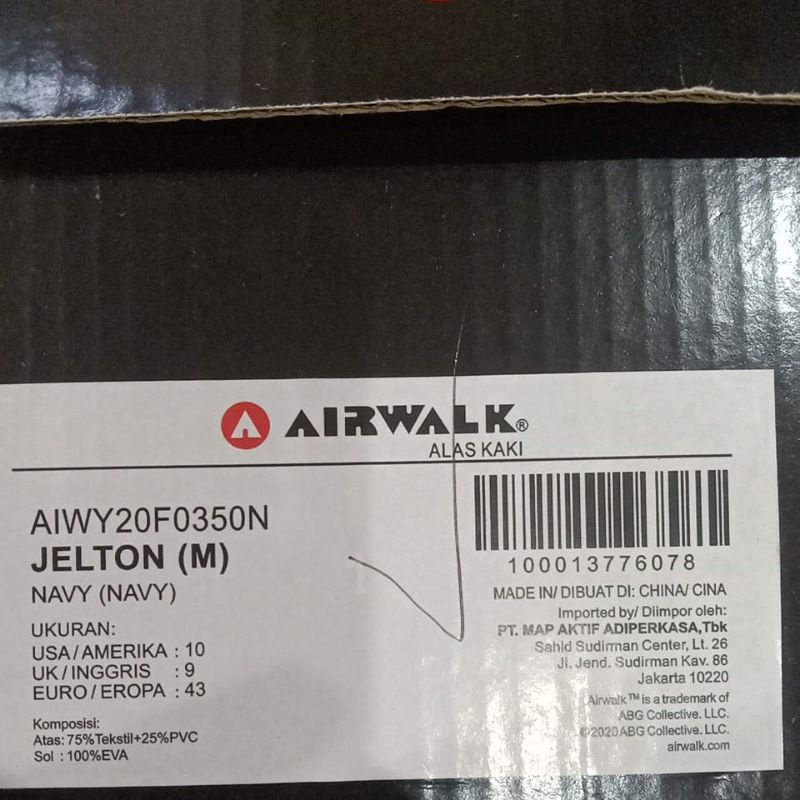 AIRWALK®
ALAS KAKI
AIWY20F0350N
JELTON (M)
NAVY (NAVY)
UKURAN:
USA/AMERIKA : 10
UK/INGGRIS : 9
EURO/EROPA : 43
Komposisi:
Atas: 75%Tekstil+25%PVC
Sol : 100%EVA
100013776078
MADE IN/ DIBUAT DI: CHINA/ CINA
Imported by/ Diimpor oleh:
PT. MAP AKTIF ADIPERKASA,Tbk
Sahid Sudirman Center, Lt. 26
Jl. Jend. Sudirman Kav. 86
Jakarta 10220
Airwalk™ is a trademark of
ABG Collective. LLC.
©2020 ABG Collective. LLC.
airwalk.com